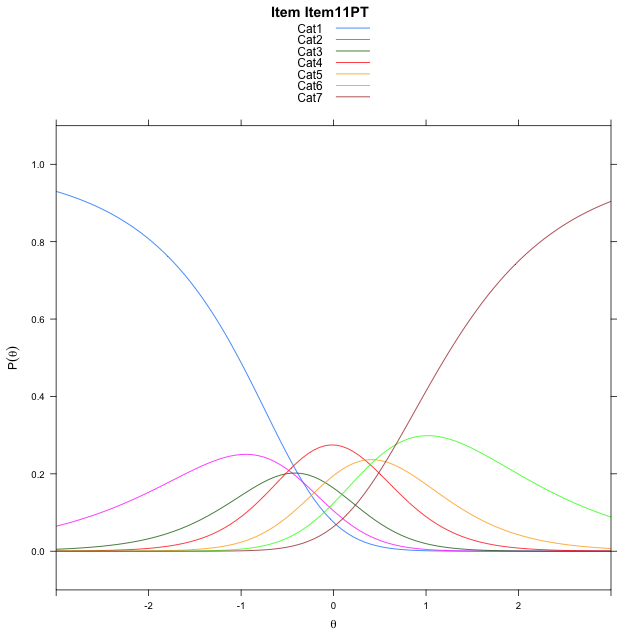 Item Item11PT
Cat1
Cat2
Cat3
Cat4
Cat5
Cat6
Cat7
1.0
0.8
0.6
0.4
0.2
0.0
P(θ)
-2 -1 0 1 2
θ